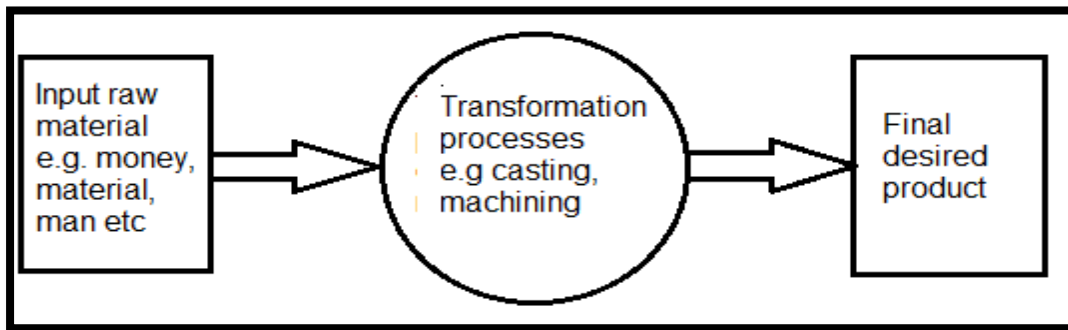 Input raw
material
e.g. money,
material,
man etc
Transformation
processes
e.g casting,
machining
Final
desired
product